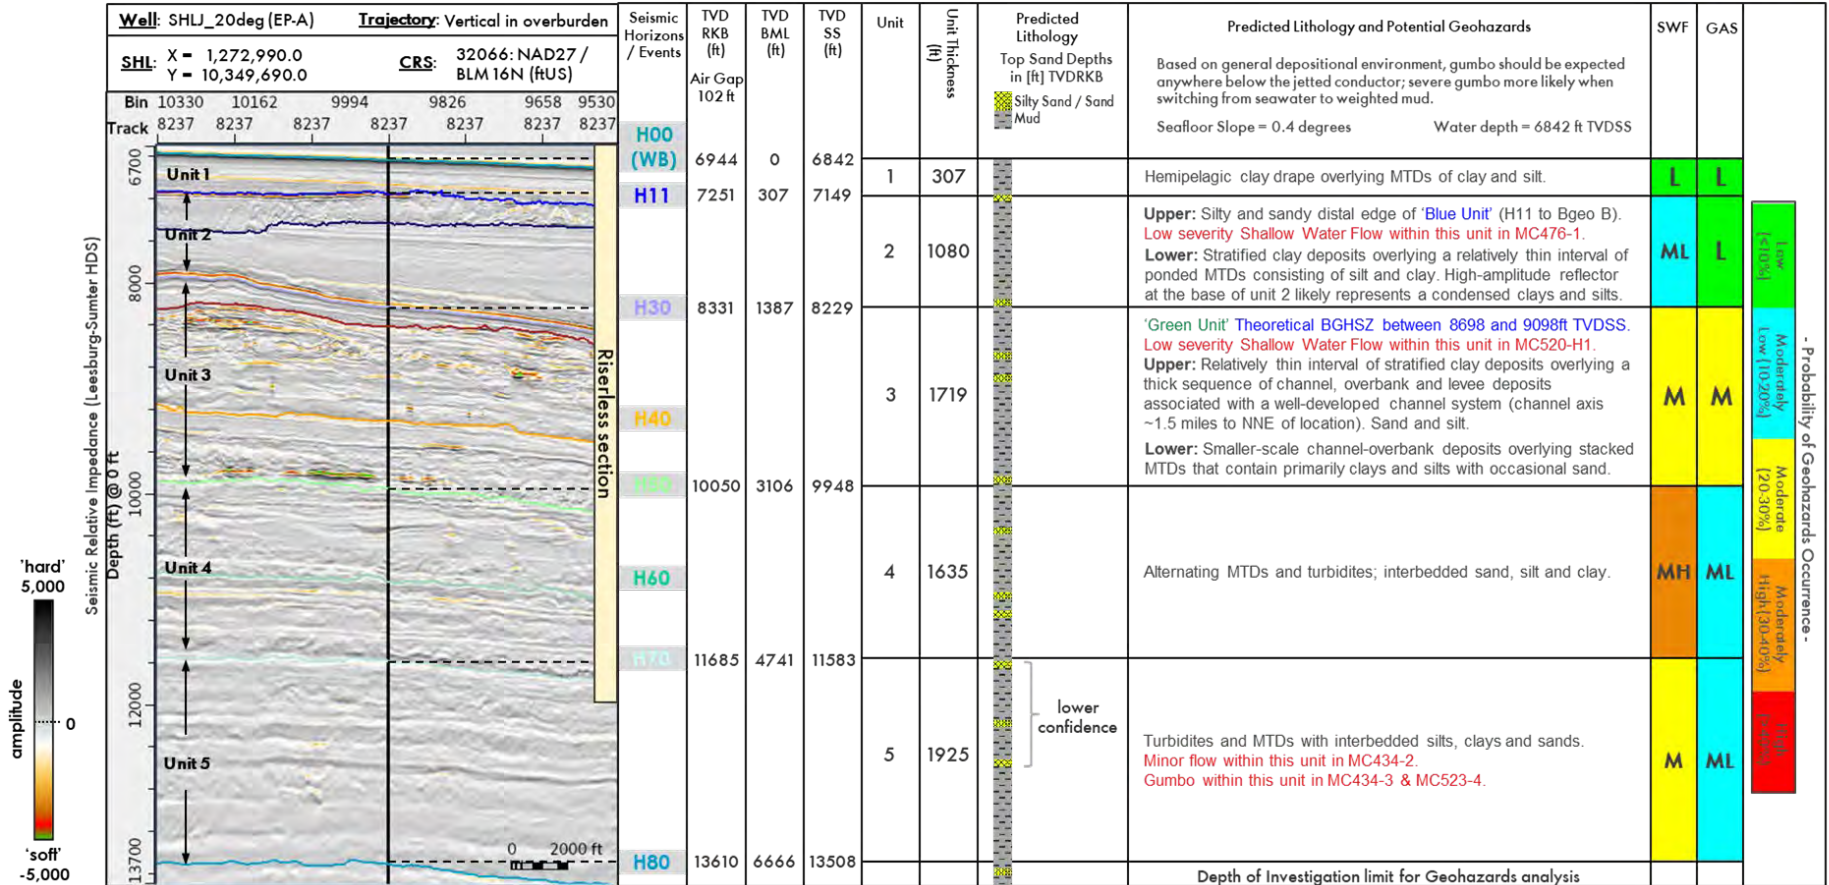 Well: SHLJ_20deg (EP-A) Trajectory: Vertical in overburden
SHL: X = 1,272,990.0
Y = 10,349,690.0
CRS: 32066: NAD27 /
BLM 16N (ftUS)
Bin 10330 10162 9994 9826 9658 9530
Track 8237 8237 8237 8237 8237 8237 8237
Seismic Relative Impedance (Leesburg-Sumter HDS)
Depth (ft) @ 0 ft
6700
8000
10000
12000
13700
Unit 1
Unit 2
Unit 3
Unit 4
Unit 5
Riserless section
0 2000 ft
'hard'
5,000
amplitude
0
'soft'
-5,000
Seismic
Horizons
/ Events
H00
(WB)
H11
H30
H40
H50
H60
H70
H80
TVD
RKB
(ft)
Air Gap
102 ft
6944
7251
8331
10050
11685
13610
TVD
BML
(ft)
0
307
1387
3106
4741
6666
TVD
SS
(ft)
6842
7149
8229
9948
11583
13508
Unit
1
2
3
4
5
Unit Thickness
(ft)
307
1080
1719
1635
1925
Predicted
Lithology
Top Sand Depths
in [ft] TVDRKB
Silty Sand / Sand
Mud
lower
confidence
Predicted Lithology and Potential Geohazards
Based on general depositional environment, gumbo should be expected
anywhere below the jetted conductor; severe gumbo more likely when
switching from seawater to weighted mud.
Seafloor Slope = 0.4 degrees Water depth = 6842 ft TVDSS
Hemipelagic clay drape overlying MTDs of clay and silt.
Upper: Silty and sandy distal edge of 'Blue Unit' (H11 to Bgeo B).
Low severity Shallow Water Flow within this unit in MC476-1.
Lower: Stratified clay deposits overlying a relatively thin interval of
ponded MTDs consisting of silt and clay. High-amplitude reflector
at the base of unit 2 likely represents a condensed clays and silts.
'Green Unit' Theoretical BGHSZ between 8698 and 9098ft TVDSS.
Low severity Shallow Water Flow within this unit in MC520-H1.
Upper: Relatively thin interval of stratified clay deposits overlying a
thick sequence of channel, overbank and levee deposits
associated with a well-developed channel system (channel axis
~1.5 miles to NNE of location). Sand and silt.
Lower: Smaller-scale channel-overbank deposits overlying stacked
MTDs that contain primarily clays and silts with occasional sand.
Alternating MTDs and turbidites; interbedded sand, silt and clay.
Turbidites and MTDs with interbedded silts, clays and sands.
Minor flow within this unit in MC434-2.
Gumbo within this unit in MC434-3 & MC523-4.
Depth of Investigation limit for Geohazards analysis
SWF GAS
L L
ML L
M M
MH ML
M ML
Low
(<10%)
Moderately
Low (10-20%)
Moderate
(20-30%)
Moderately
High (30-40%)
High
(>40%)
- Probability of Geohazards Occurrence -